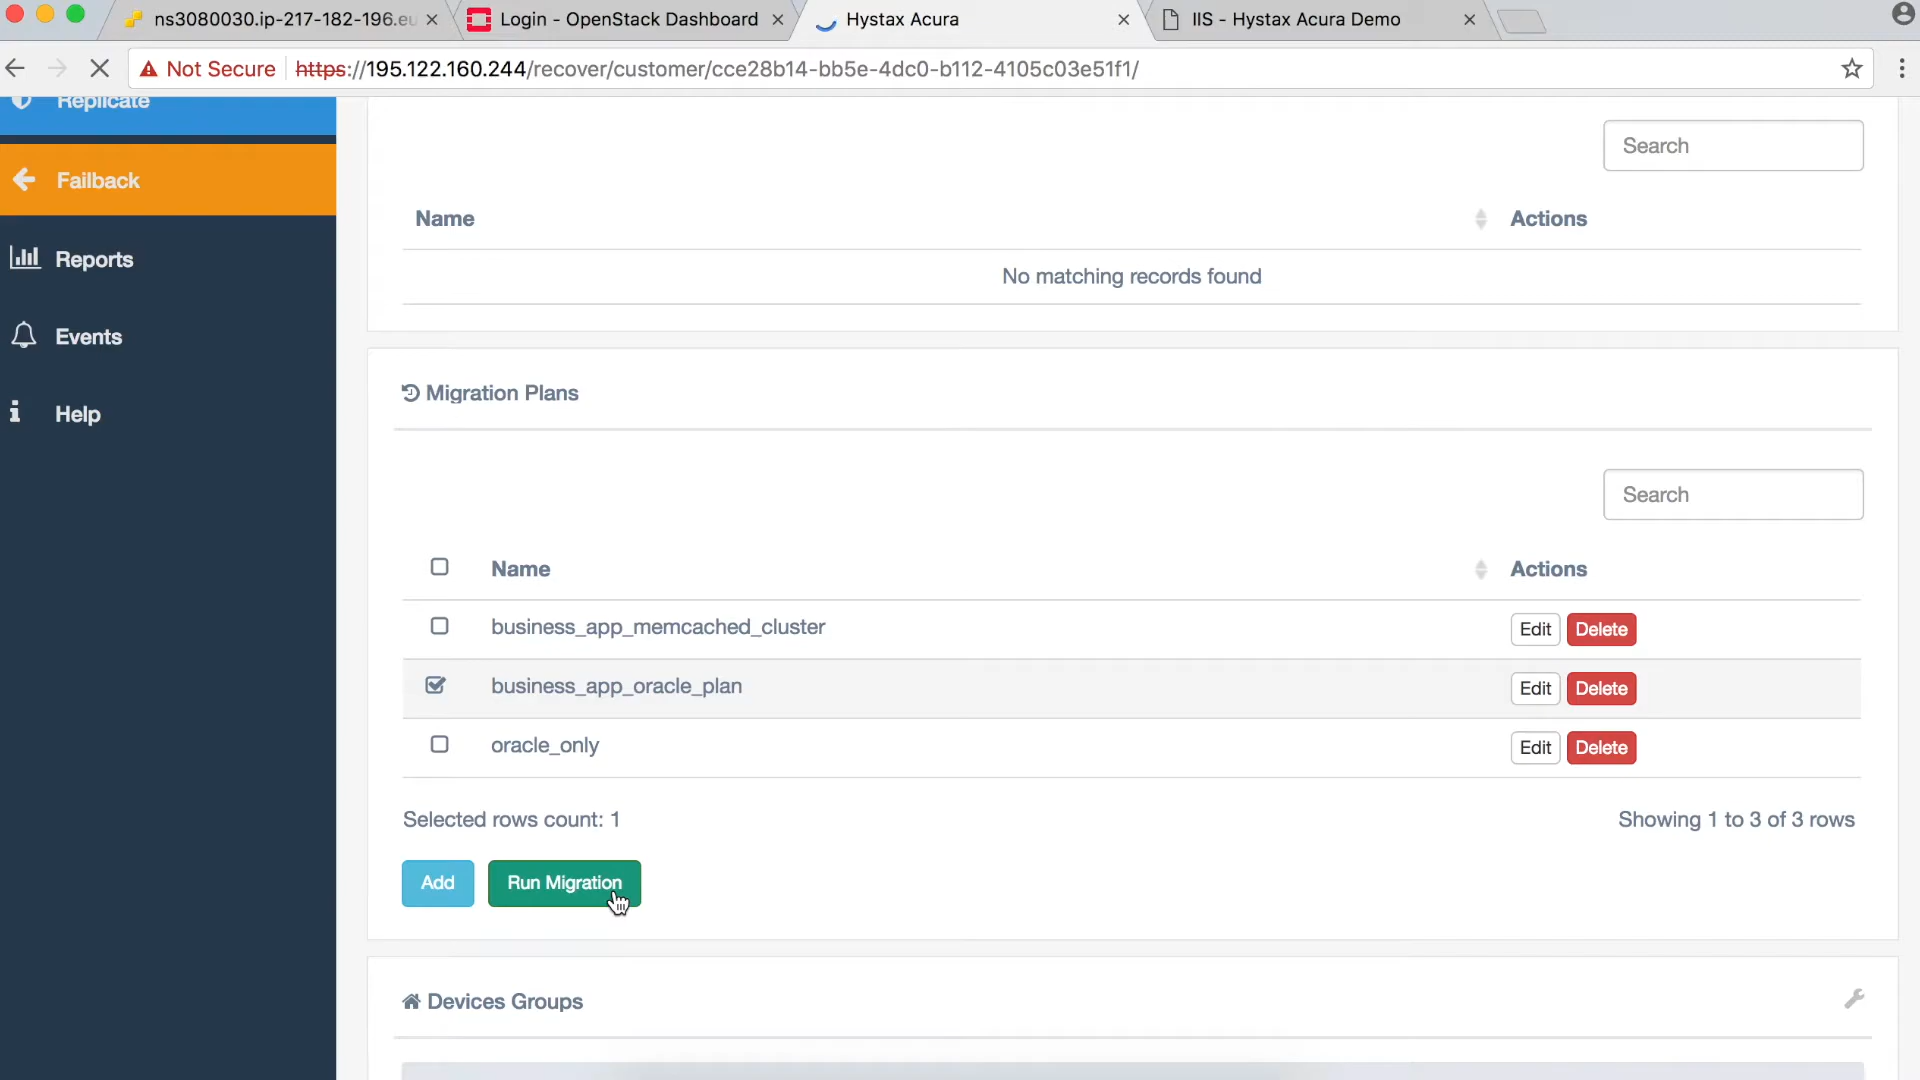 ns3080030.ip-217-182-196.eu
Login - OpenStack Dashboard
Hystax Acura
IIS - Hystax Acura Demo
Not Secure https://195.122.160.244/recover/customer/cce28b14-bb5e-4dc0-b112-4105c03e51f1/
Replicate
Failback
Reports
Events
Help
Search
Name Actions
No matching records found
Migration Plans
Search
Name Actions
business_app_memcached_cluster Edit Delete
business_app_oracle_plan Edit Delete
oracle_only Edit Delete
Selected rows count: 1 Showing 1 to 3 of 3 rows
Add Run Migration
Devices Groups